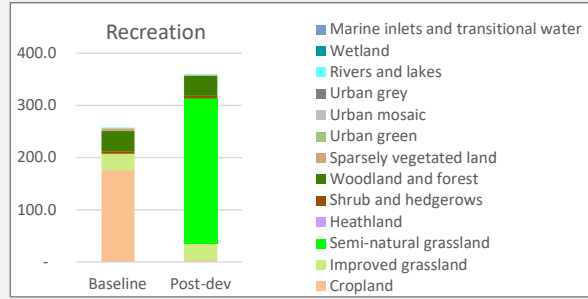 Recreation
400.0
300.0
200.0
100.0
-
Baseline
Post-dev
Marine inlets and transitional water
Wetland
Rivers and lakes
Urban grey
Urban mosaic
Urban green
Sparsely vegetated land
Woodland and forest
Shrub and hedgerows
Heathland
Semi-natural grassland
Improved grassland
Cropland